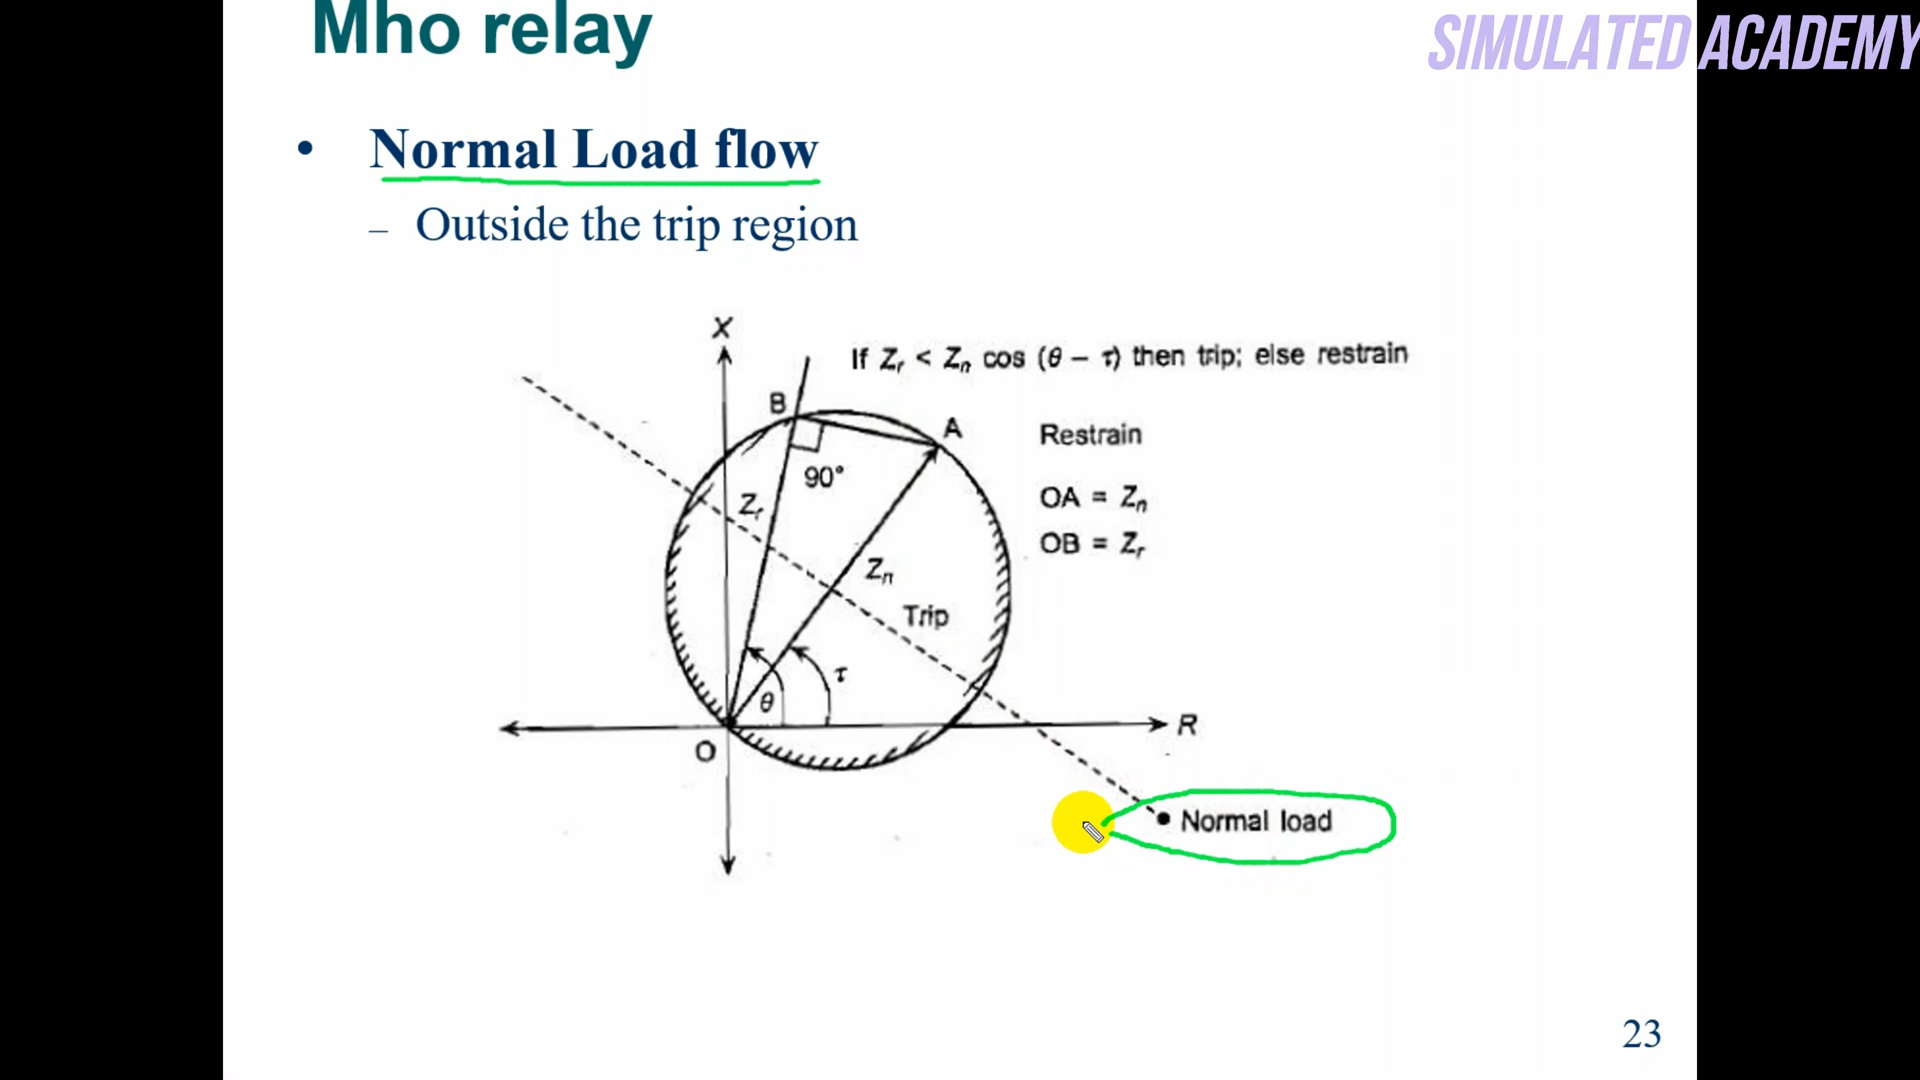 Mho relay
SIMULATED ACADEMY
• Normal Load flow
– Outside the trip region
X
If Zr < Zn cos (θ – τ) then trip; else restrain
B
A
Restrain
90°
Zr
OA = Zn
OB = Zr
Zn
Trip
τ
θ
R
O
Normal load
23